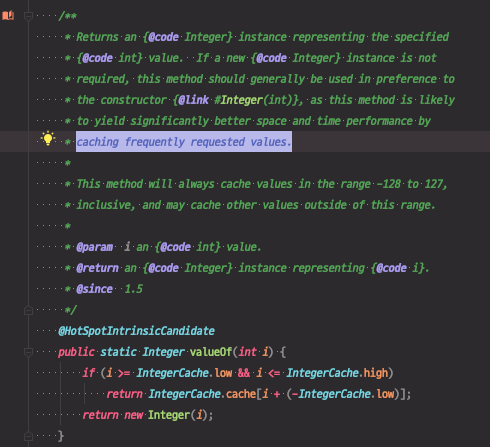 /**
* Returns an {@code Integer} instance representing the specified
* {@code int} value. If a new {@code Integer} instance is not
* required, this method should generally be used in preference to
* the constructor {@link #Integer(int)}, as this method is likely
* to yield significantly better space and time performance by
* caching frequently requested values.
*
* This method will always cache values in the range -128 to 127,
* inclusive, and may cache other values outside of this range.
*
* @param i an {@code int} value.
* @return an {@code Integer} instance representing {@code i}.
* @since 1.5
*/
@HotSpotIntrinsicCandidate
public static Integer valueOf(int i) {
if (i >= IntegerCache.low && i <= IntegerCache.high)
return IntegerCache.cache[i + (-IntegerCache.low)];
return new Integer(i);
}